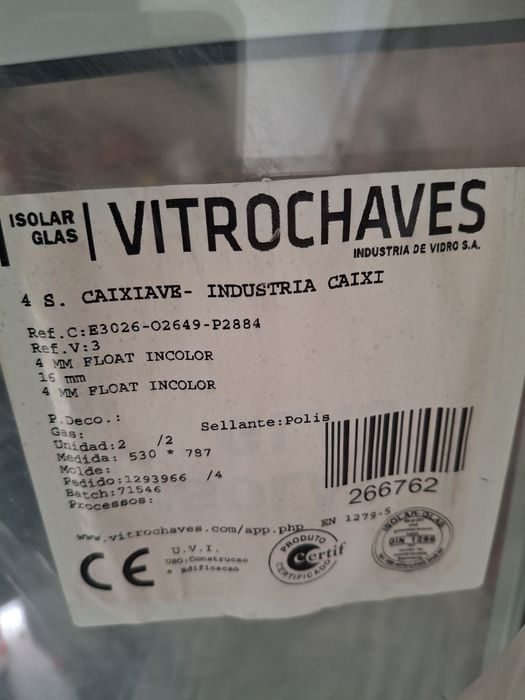 ISOLAR
GLAS
VITROCHAVES
INDUSTRIA DE VIDRO S.A.
4 S. CAIXIAVE- INDUSTRIA CAIXI
Ref.C:E3026-O2649-P2884
Ref.V:3
4 MM FLOAT INCOLOR
16 mm
4 MM FLOAT INCOLOR
P.Deco.:
Gas: Sellante:Polis
Unidad:2 /2
Medida: 530 * 787
Molde:
Pedido:1293966 /4
Batch:71546
Processos:
266762
www.vitrochaves.com/app.php EN 1279-5
CE
U.V.I.
USO.Construcao
e edificacao
PRODUTO
Certif
CERTIFICADO
ISOLAR-GLAS
DIN 1286